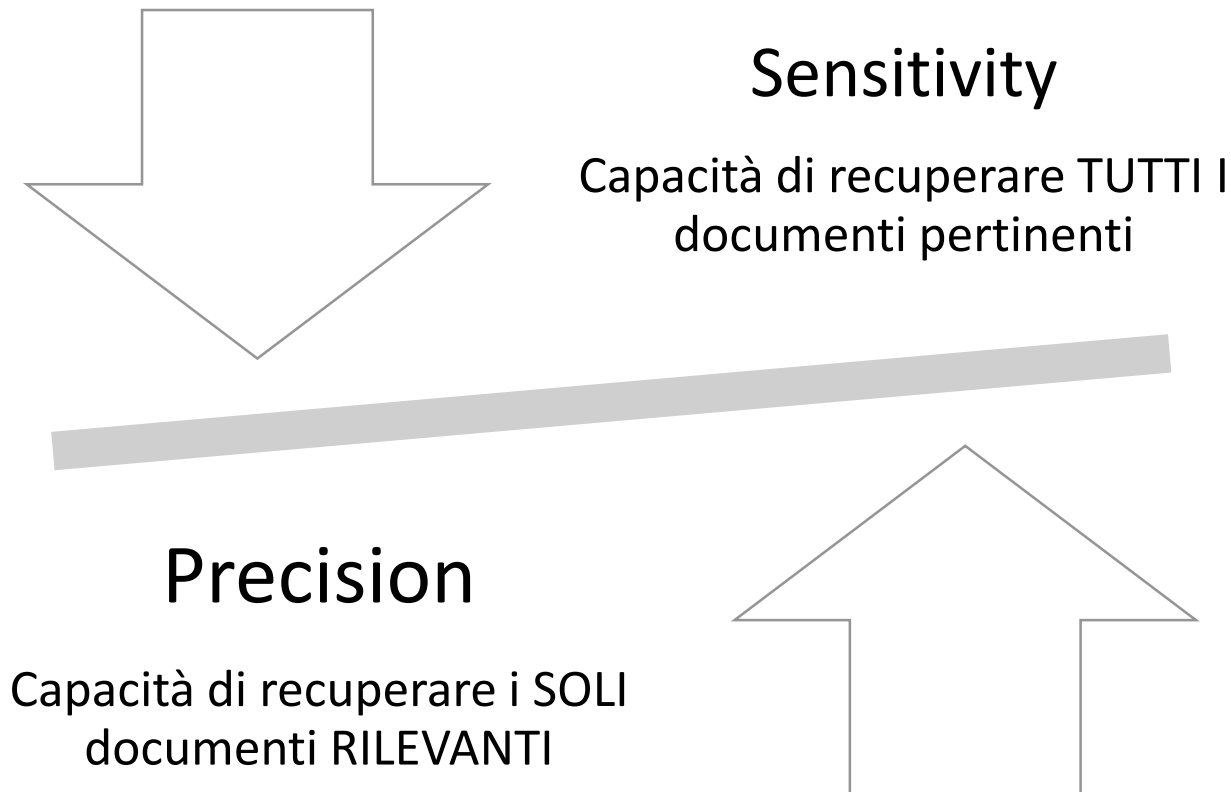 Sensitivity
Capacità di recuperare TUTTI I
documenti pertinenti
Precision
Capacità di recuperare i SOLI
documenti RILEVANTI